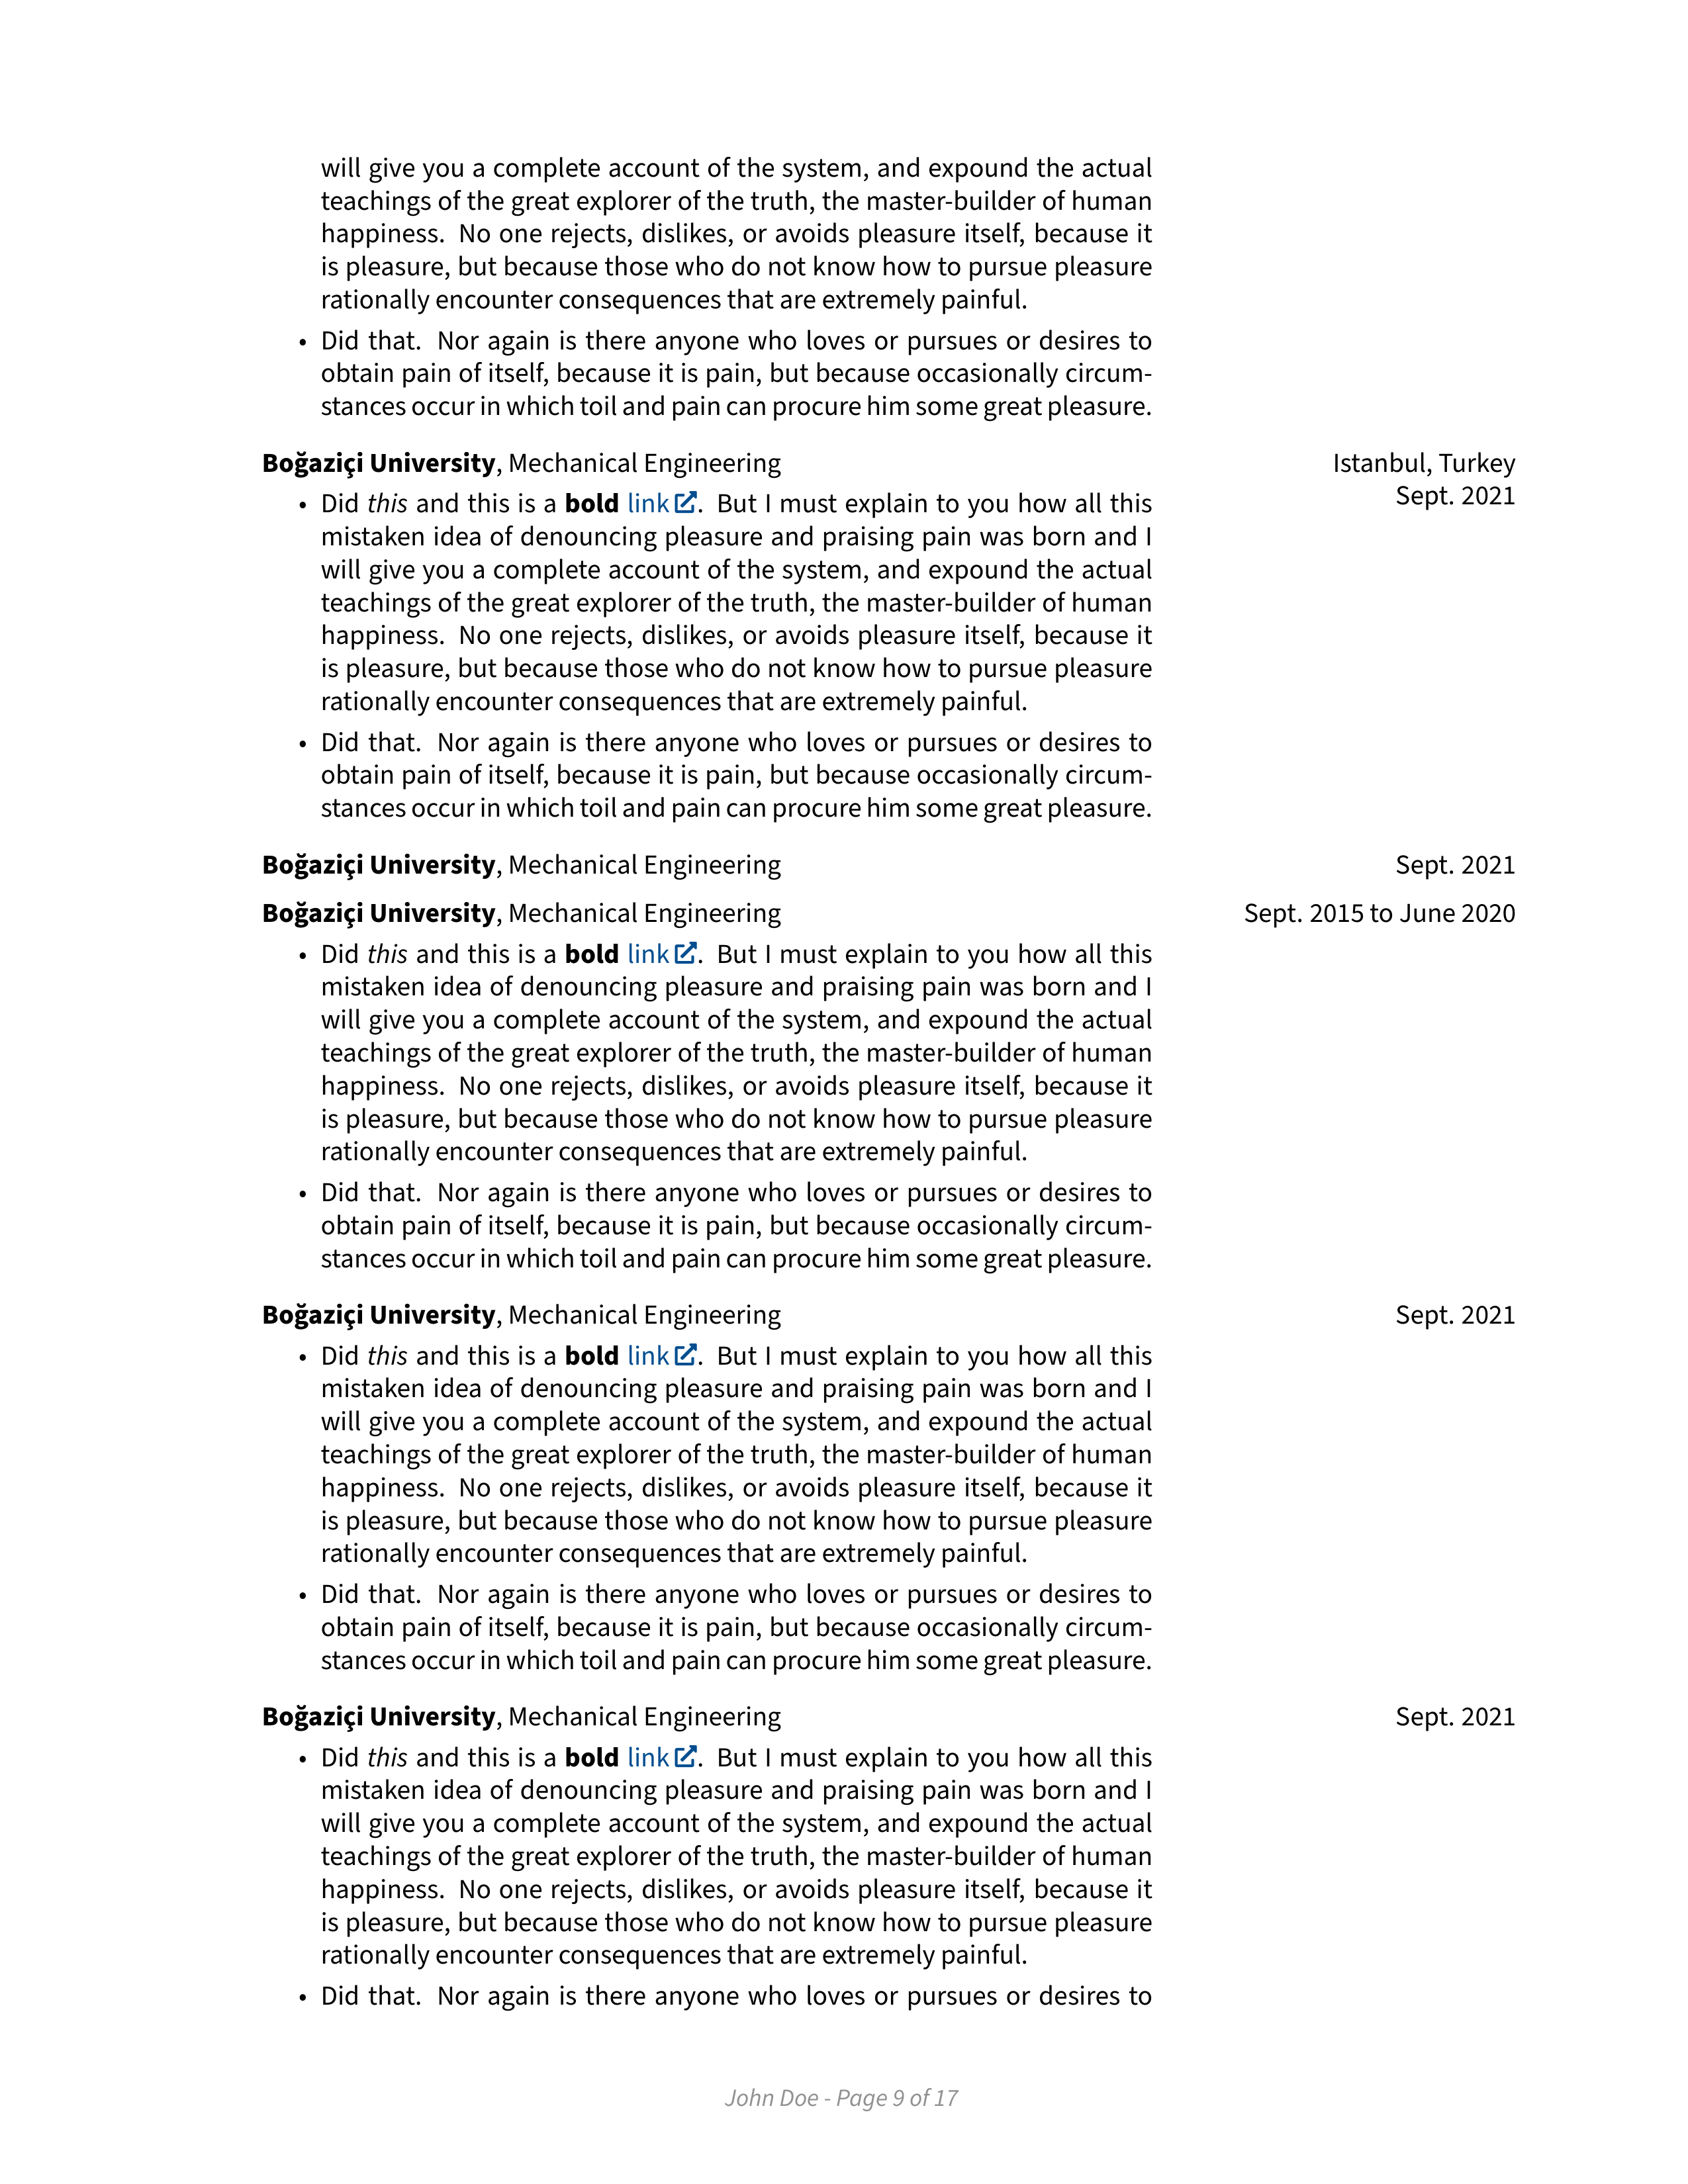 will give you a complete account of the system, and expound the actual
teachings of the great explorer of the truth, the master-builder of human
happiness. No one rejects, dislikes, or avoids pleasure itself, because it
is pleasure, but because those who do not know how to pursue pleasure
rationally encounter consequences that are extremely painful.
• Did that. Nor again is there anyone who loves or pursues or desires to
obtain pain of itself, because it is pain, but because occasionally circum-
stances occur in which toil and pain can procure him some great pleasure.
Boğaziçi University, Mechanical Engineering Istanbul, Turkey
Sept. 2021
• Did this and this is a bold link. But I must explain to you how all this
mistaken idea of denouncing pleasure and praising pain was born and I
will give you a complete account of the system, and expound the actual
teachings of the great explorer of the truth, the master-builder of human
happiness. No one rejects, dislikes, or avoids pleasure itself, because it
is pleasure, but because those who do not know how to pursue pleasure
rationally encounter consequences that are extremely painful.
• Did that. Nor again is there anyone who loves or pursues or desires to
obtain pain of itself, because it is pain, but because occasionally circum-
stances occur in which toil and pain can procure him some great pleasure.
Boğaziçi University, Mechanical Engineering Sept. 2021
Boğaziçi University, Mechanical Engineering Sept. 2015 to June 2020
• Did this and this is a bold link. But I must explain to you how all this
mistaken idea of denouncing pleasure and praising pain was born and I
will give you a complete account of the system, and expound the actual
teachings of the great explorer of the truth, the master-builder of human
happiness. No one rejects, dislikes, or avoids pleasure itself, because it
is pleasure, but because those who do not know how to pursue pleasure
rationally encounter consequences that are extremely painful.
• Did that. Nor again is there anyone who loves or pursues or desires to
obtain pain of itself, because it is pain, but because occasionally circum-
stances occur in which toil and pain can procure him some great pleasure.
Boğaziçi University, Mechanical Engineering Sept. 2021
• Did this and this is a bold link. But I must explain to you how all this
mistaken idea of denouncing pleasure and praising pain was born and I
will give you a complete account of the system, and expound the actual
teachings of the great explorer of the truth, the master-builder of human
happiness. No one rejects, dislikes, or avoids pleasure itself, because it
is pleasure, but because those who do not know how to pursue pleasure
rationally encounter consequences that are extremely painful.
• Did that. Nor again is there anyone who loves or pursues or desires to
obtain pain of itself, because it is pain, but because occasionally circum-
stances occur in which toil and pain can procure him some great pleasure.
Boğaziçi University, Mechanical Engineering Sept. 2021
• Did this and this is a bold link. But I must explain to you how all this
mistaken idea of denouncing pleasure and praising pain was born and I
will give you a complete account of the system, and expound the actual
teachings of the great explorer of the truth, the master-builder of human
happiness. No one rejects, dislikes, or avoids pleasure itself, because it
is pleasure, but because those who do not know how to pursue pleasure
rationally encounter consequences that are extremely painful.
• Did that. Nor again is there anyone who loves or pursues or desires to
John Doe - Page 9 of 17